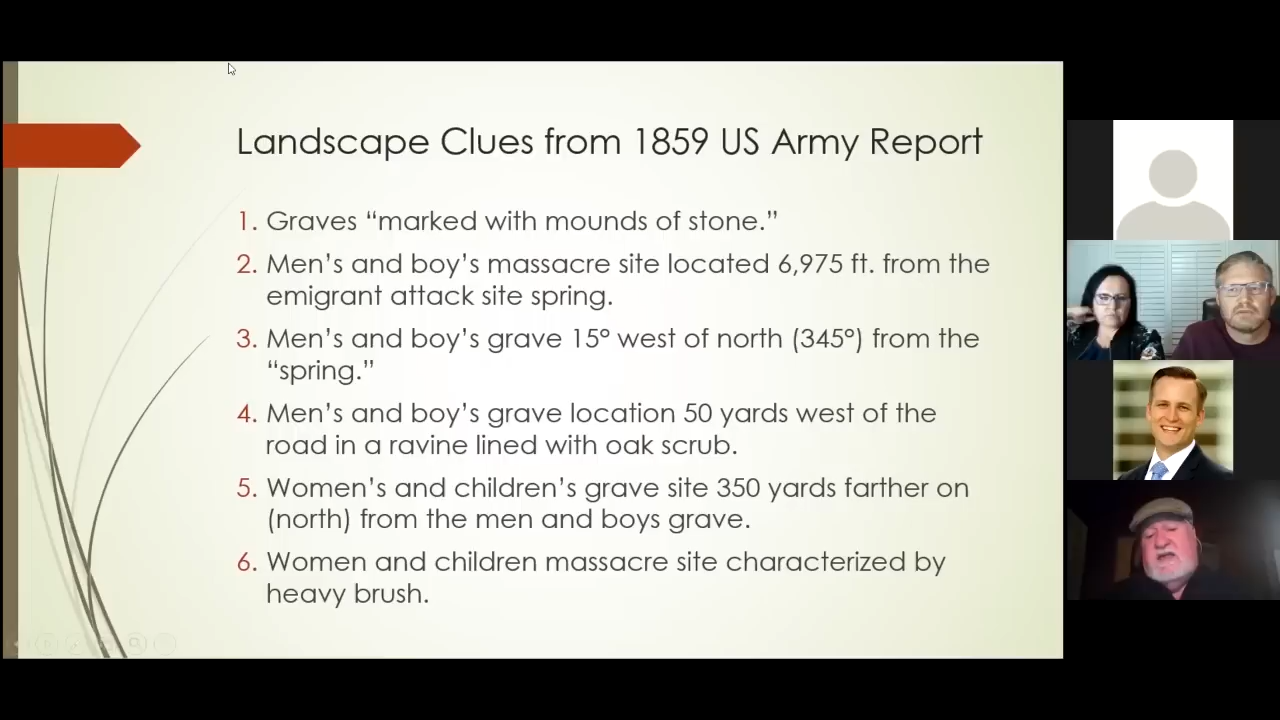 Landscape Clues from 1859 US Army Report
1. Graves “marked with mounds of stone.”
2. Men’s and boy’s massacre site located 6,975 ft. from the
emigrant attack site spring.
3. Men’s and boy’s grave 15° west of north (345°) from the
“spring.”
4. Men’s and boy’s grave location 50 yards west of the
road in a ravine lined with oak scrub.
5. Women’s and children’s grave site 350 yards farther on
(north) from the men and boys grave.
6. Women and children massacre site characterized by
heavy brush.